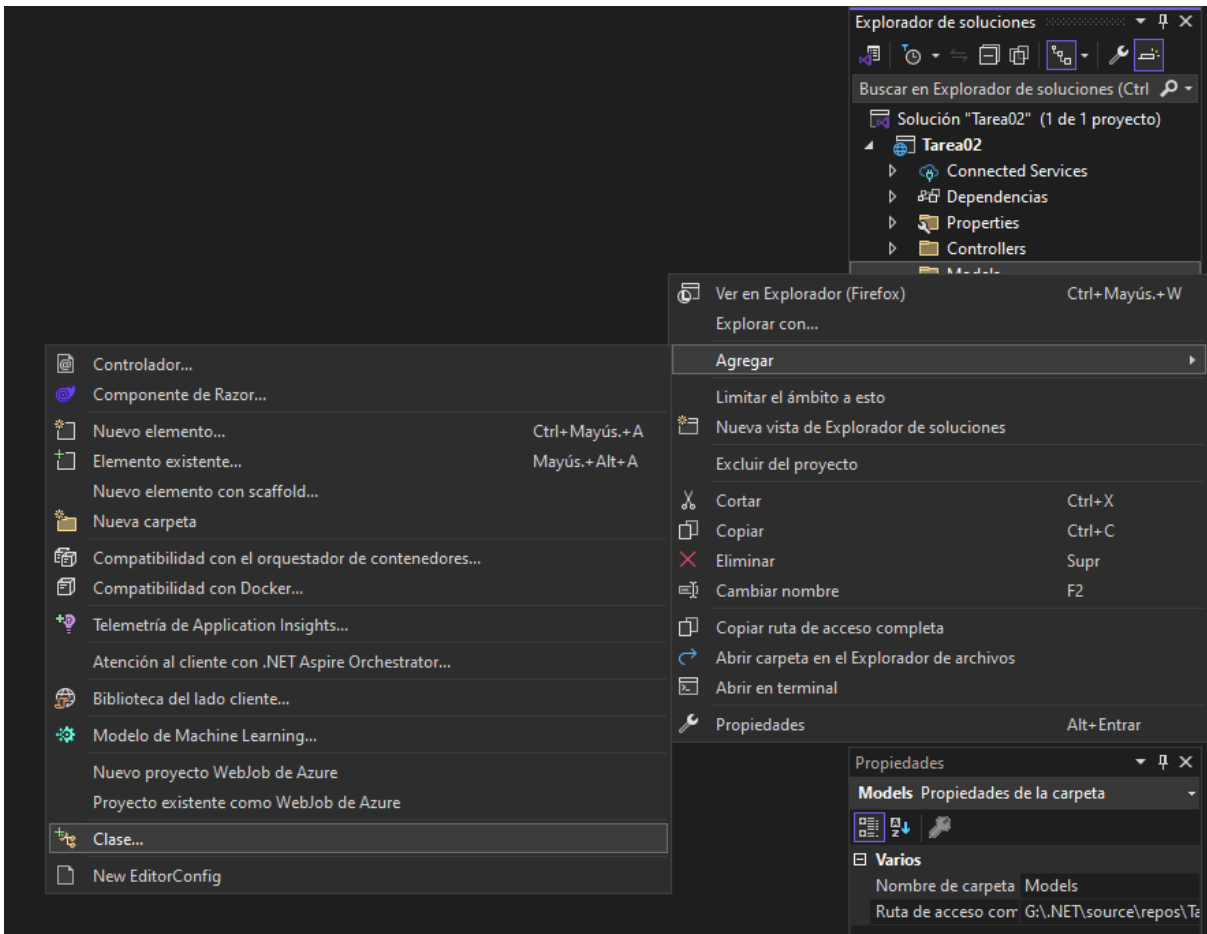 Explorador de soluciones
Buscar en Explorador de soluciones (Ctrl
Solución "Tarea02" (1 de 1 proyecto)
Tarea02
Connected Services
Dependencias
Properties
Controllers
Models
Ver en Explorador (Firefox) Ctrl+Mayús.+W
Explorar con...
Agregar
Limitar el ámbito a esto
Nueva vista de Explorador de soluciones
Excluir del proyecto
Cortar Ctrl+X
Copiar Ctrl+C
Eliminar Supr
Cambiar nombre F2
Copiar ruta de acceso completa
Abrir carpeta en el Explorador de archivos
Abrir en terminal
Propiedades Alt+Entrar
Controlador...
Componente de Razor...
Nuevo elemento... Ctrl+Mayús.+A
Elemento existente... Mayús.+Alt+A
Nuevo elemento con scaffold...
Nueva carpeta
Compatibilidad con el orquestador de contenedores...
Compatibilidad con Docker...
Telemetría de Application Insights...
Atención al cliente con .NET Aspire Orchestrator...
Biblioteca del lado cliente...
Modelo de Machine Learning...
Nuevo proyecto WebJob de Azure
Proyecto existente como WebJob de Azure
Clase...
New EditorConfig
Propiedades
Models Propiedades de la carpeta
Varios
Nombre de carpeta Models
Ruta de acceso com G:\.NET\source\repos\Ta